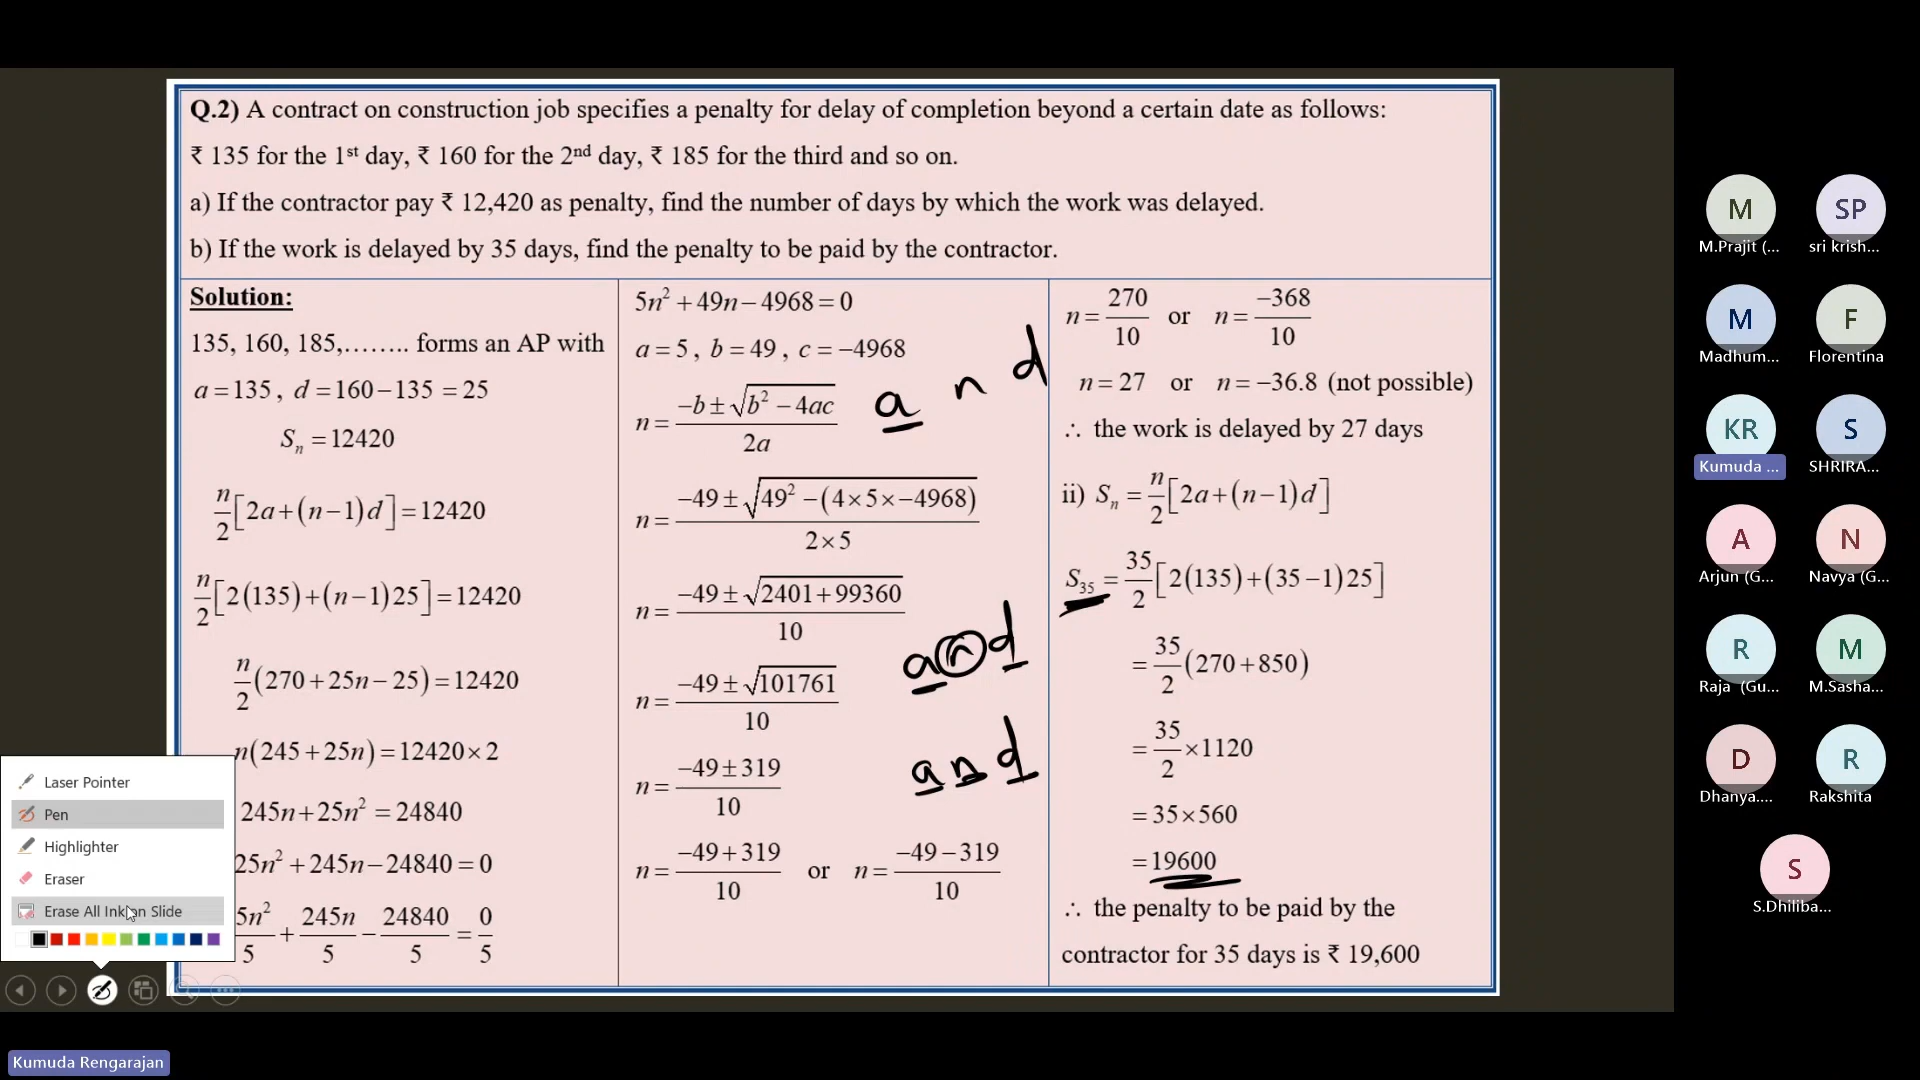 Q.2) A contract on construction job specifies a penalty for delay of completion beyond a certain date as follows:
₹ 135 for the 1st day, ₹ 160 for the 2nd day, ₹ 185 for the third and so on.
a) If the contractor pay ₹ 12,420 as penalty, find the number of days by which the work was delayed.
b) If the work is delayed by 35 days, find the penalty to be paid by the contractor.
Solution:
135, 160, 185,…….. forms an AP with
a = 135 , d = 160 − 135 = 25
Sₙ = 12420
n/2 [2a + (n − 1)d] = 12420
n/2 [2(135) + (n − 1)25] = 12420
n/2 (270 + 25n − 25) = 12420
n(245 + 25n) = 12420 × 2
245n + 25n² = 24840
25n² + 245n − 24840 = 0
5n²/5 + 245n/5 − 24840/5 = 0/5
5n² + 49n − 4968 = 0
a = 5 , b = 49 , c = −4968
n = (−b ± √(b² − 4ac))/2a
a n d
n = (−49 ± √(49² − (4 × 5 × −4968)))/(2 × 5)
n = (−49 ± √(2401 + 99360))/10
a n d
n = (−49 ± √101761)/10
n = (−49 ± 319)/10
a n d
n = (−49 + 319)/10 or n = (−49 − 319)/10
n = 270/10 or n = −368/10
n = 27 or n = −36.8 (not possible)
∴ the work is delayed by 27 days
ii) Sₙ = n/2 [2a + (n − 1)d]
S₃₅ = 35/2 [2(135) + (35 − 1)25]
= 35/2 (270 + 850)
= 35/2 × 1120
= 35 × 560
= 19600
∴ the penalty to be paid by the
contractor for 35 days is ₹ 19,600
Laser Pointer
Pen
Highlighter
Eraser
Erase All Ink on Slide
M
M.Prajit (...
SP
sri krish...
M
Madhum...
F
Florentina
KR
Kumuda ...
S
SHRIRA...
A
Arjun (G...
N
Navya (G...
R
Raja (Gu...
M
M.Sasha...
D
Dhanya....
R
Rakshita
S
S.Dhiliba...
Kumuda Rengarajan